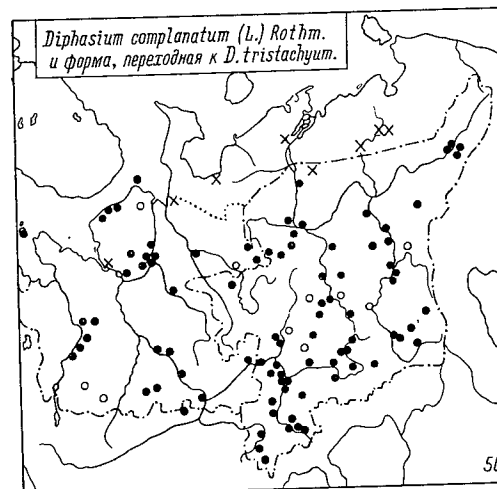 Diphasium complanatum (L.) Rothm.
и форма, переходная к D. tristachyum.